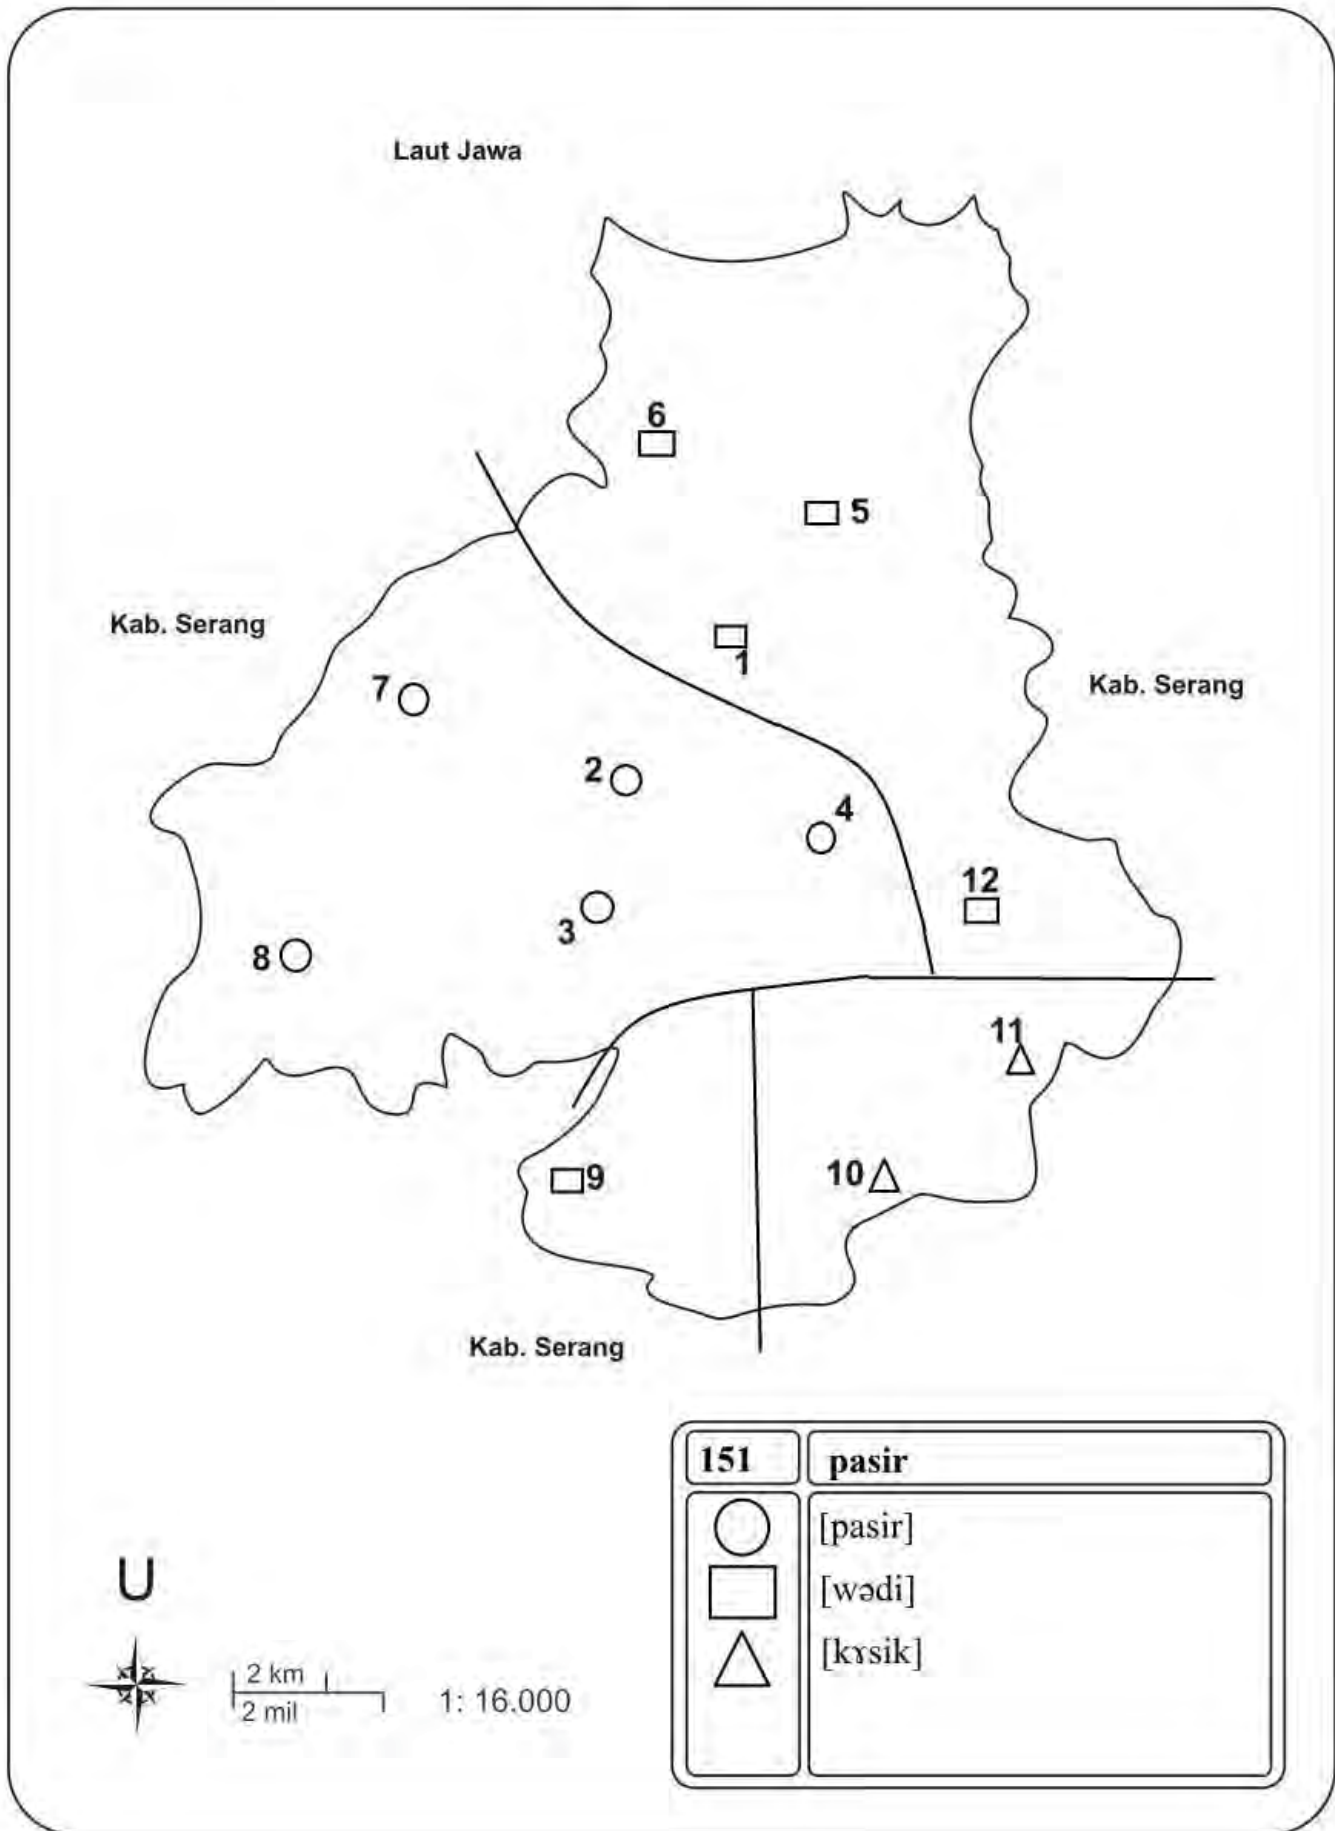 Laut Jawa
6
5
Kab. Serang
1
Kab. Serang
7
2
4
12
3
8
11
10
9
Kab. Serang
151 pasir
[pasir]
[wədi]
[kɤsik]
U
2 km
2 mil
1: 16.000